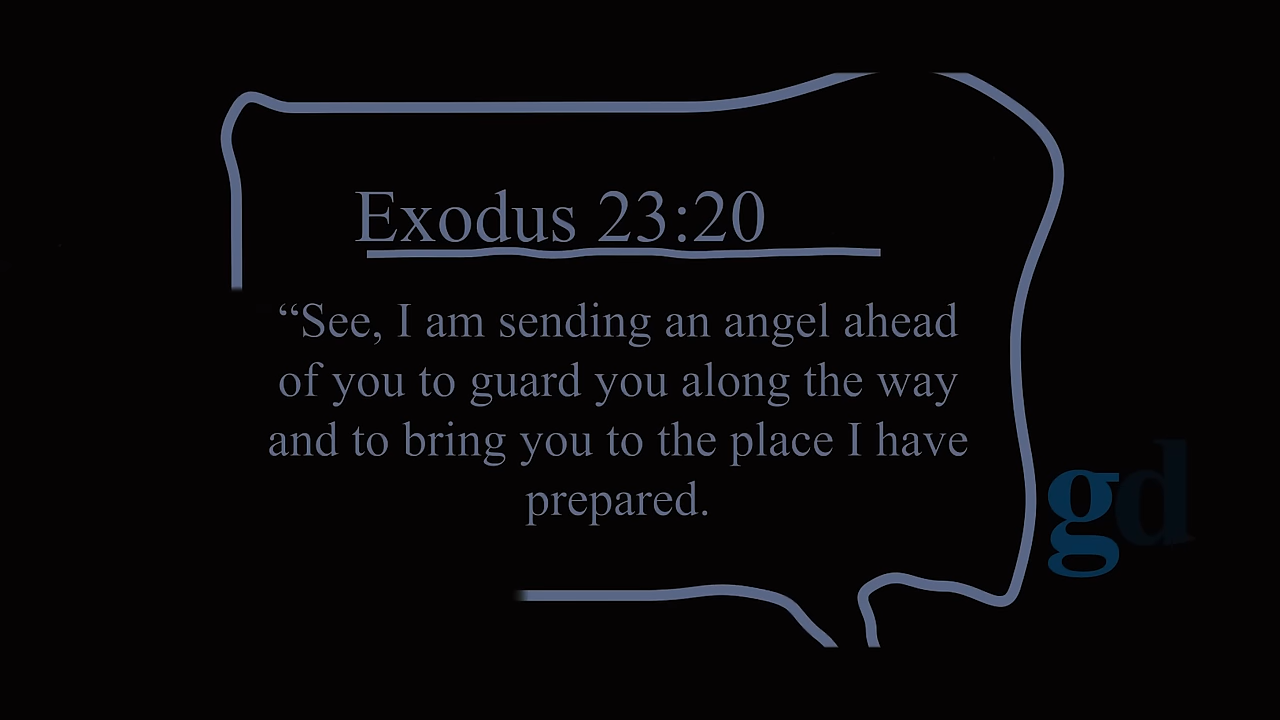 Exodus 23:20
“See, I am sending an angel ahead
of you to guard you along the way
and to bring you to the place I have
prepared.
gd